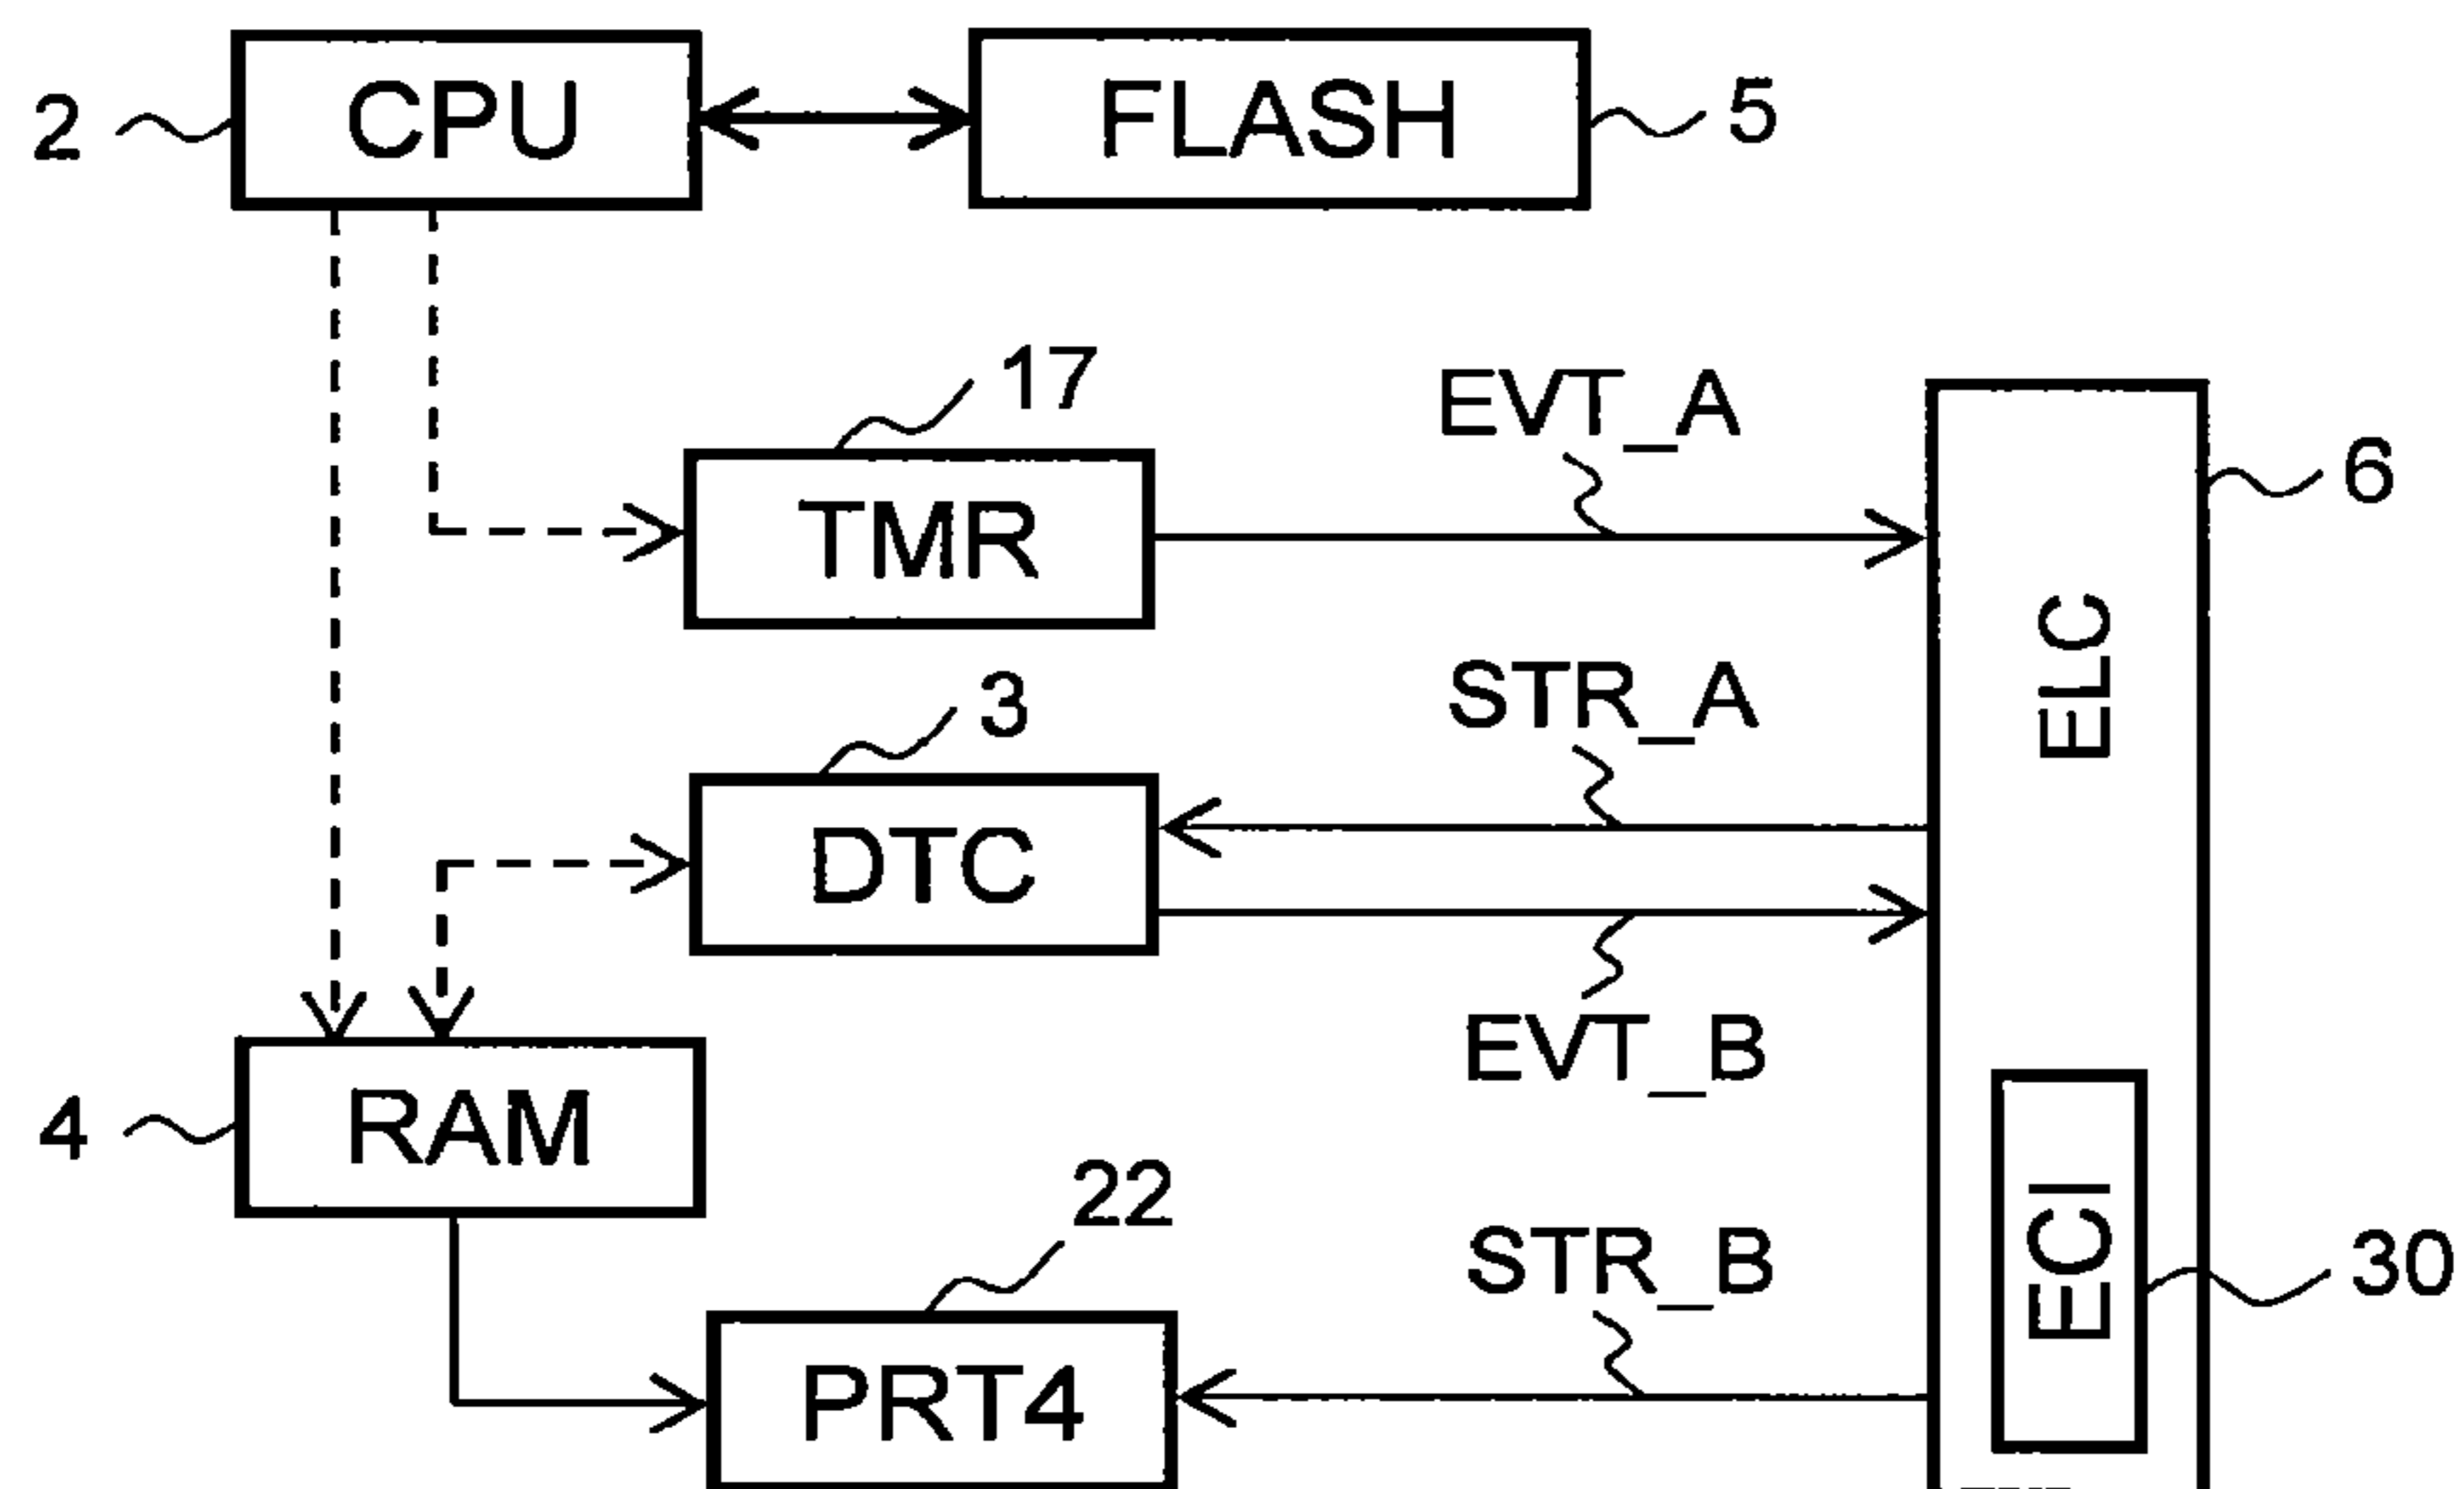 2
CPU
FLASH
5
17
EVT_A
TMR
6
ELC
STR_A
3
DTC
EVT_B
4
RAM
22
STR_B
ECI
30
PRT4